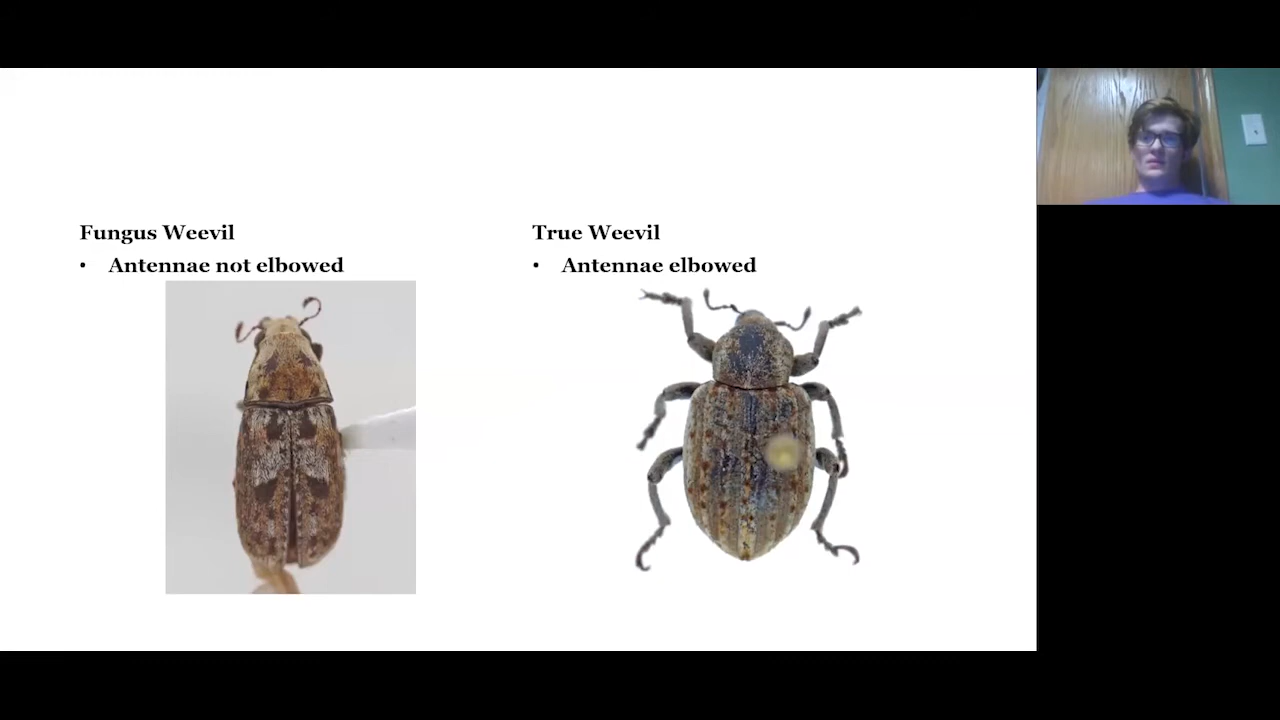 Fungus Weevil
• Antennae not elbowed
True Weevil
• Antennae elbowed